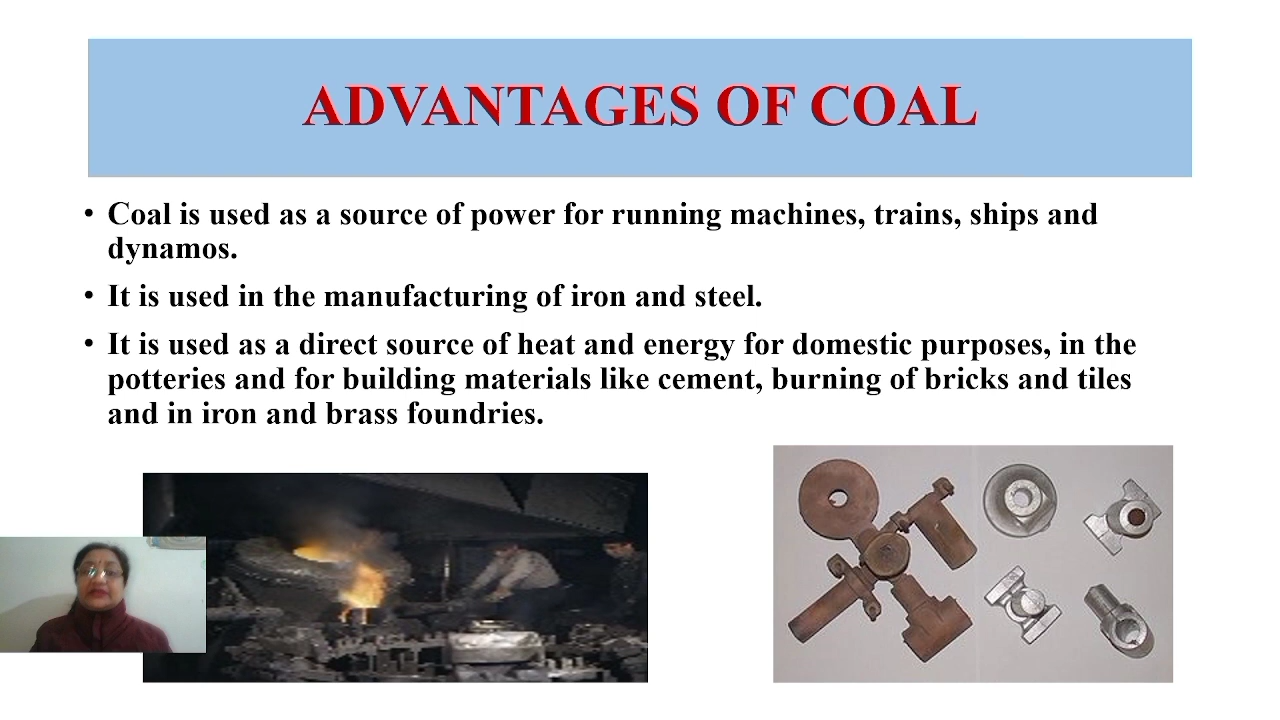 ADVANTAGES OF COAL
• Coal is used as a source of power for running machines, trains, ships and
dynamos.
• It is used in the manufacturing of iron and steel.
• It is used as a direct source of heat and energy for domestic purposes, in the
potteries and for building materials like cement, burning of bricks and tiles
and in iron and brass foundries.